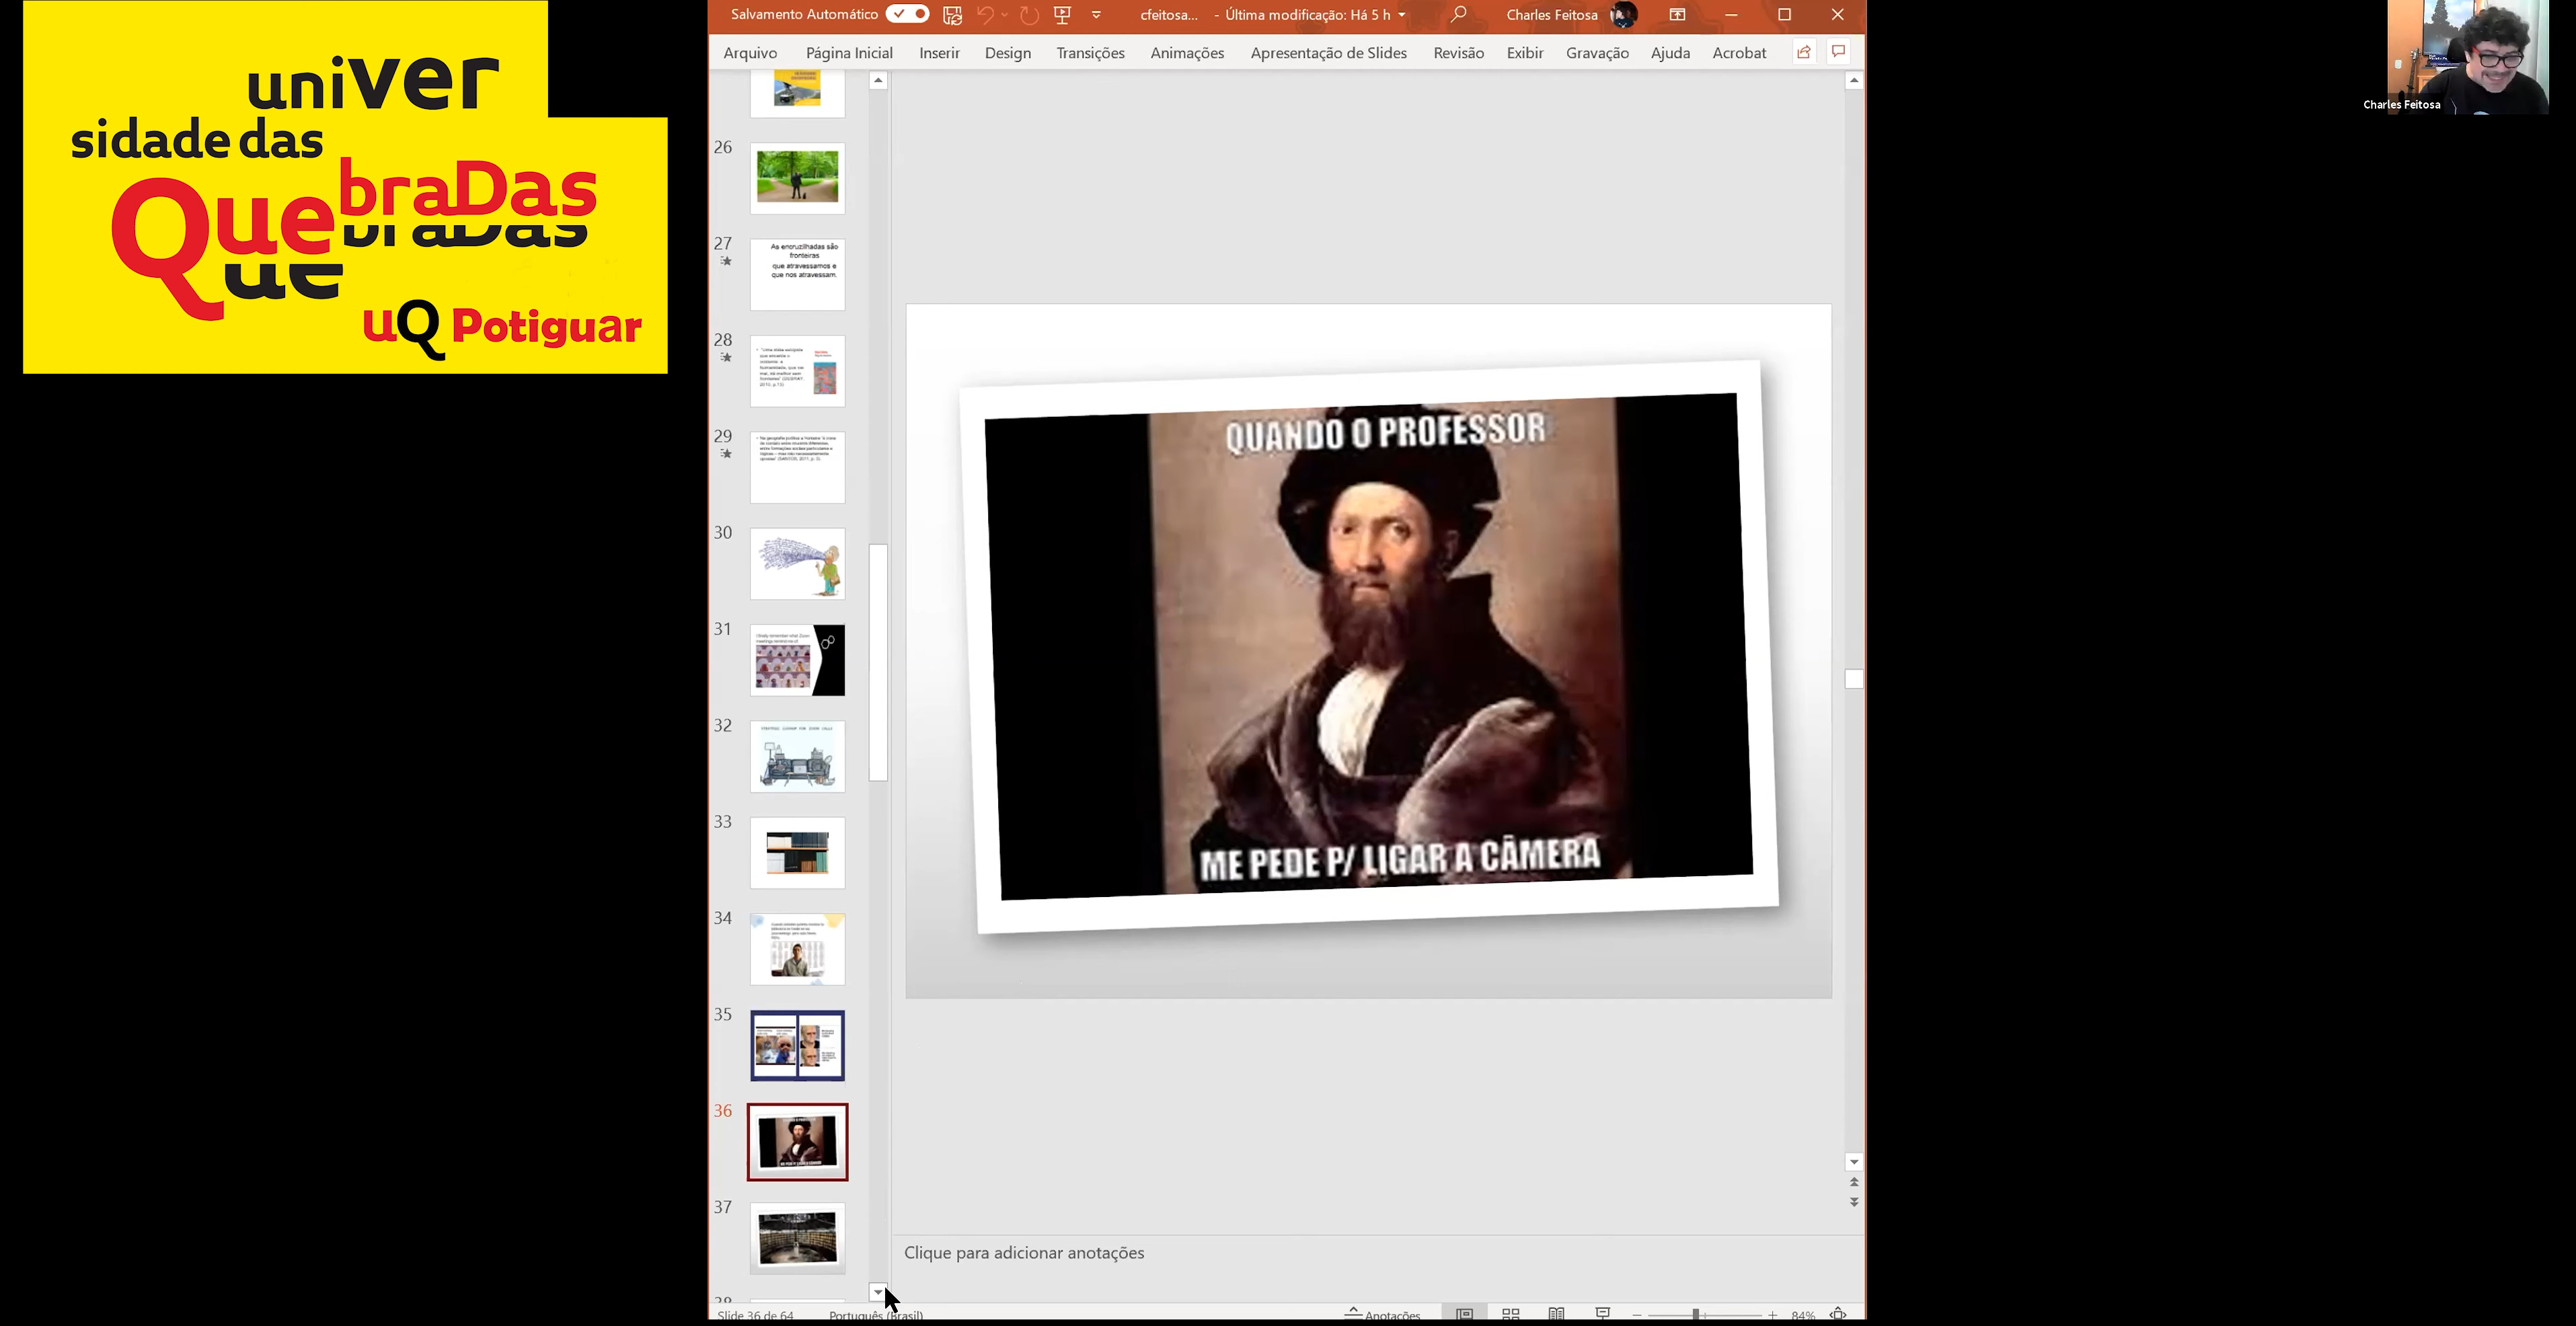 univer
sidade das
QuebraDas
uQ Potiguar
Salvamento Automático
cfeitosa... - Última modificação: Há 5 h
Charles Feitosa
Arquivo Página Inicial Inserir Design Transições Animações Apresentação de Slides Revisão Exibir Gravação Ajuda Acrobat
26
27
As encruzilhadas são
fronteiras
que atravessamos e
que nos atravessam.
28
29
30
31
32
33
34
35
36
37
QUANDO O PROFESSOR
ME PEDE P/ LIGAR A CÂMERA
Clique para adicionar anotações
Slide 36 de 64
Português (Brasil)
Anotações
84%
Charles Feitosa